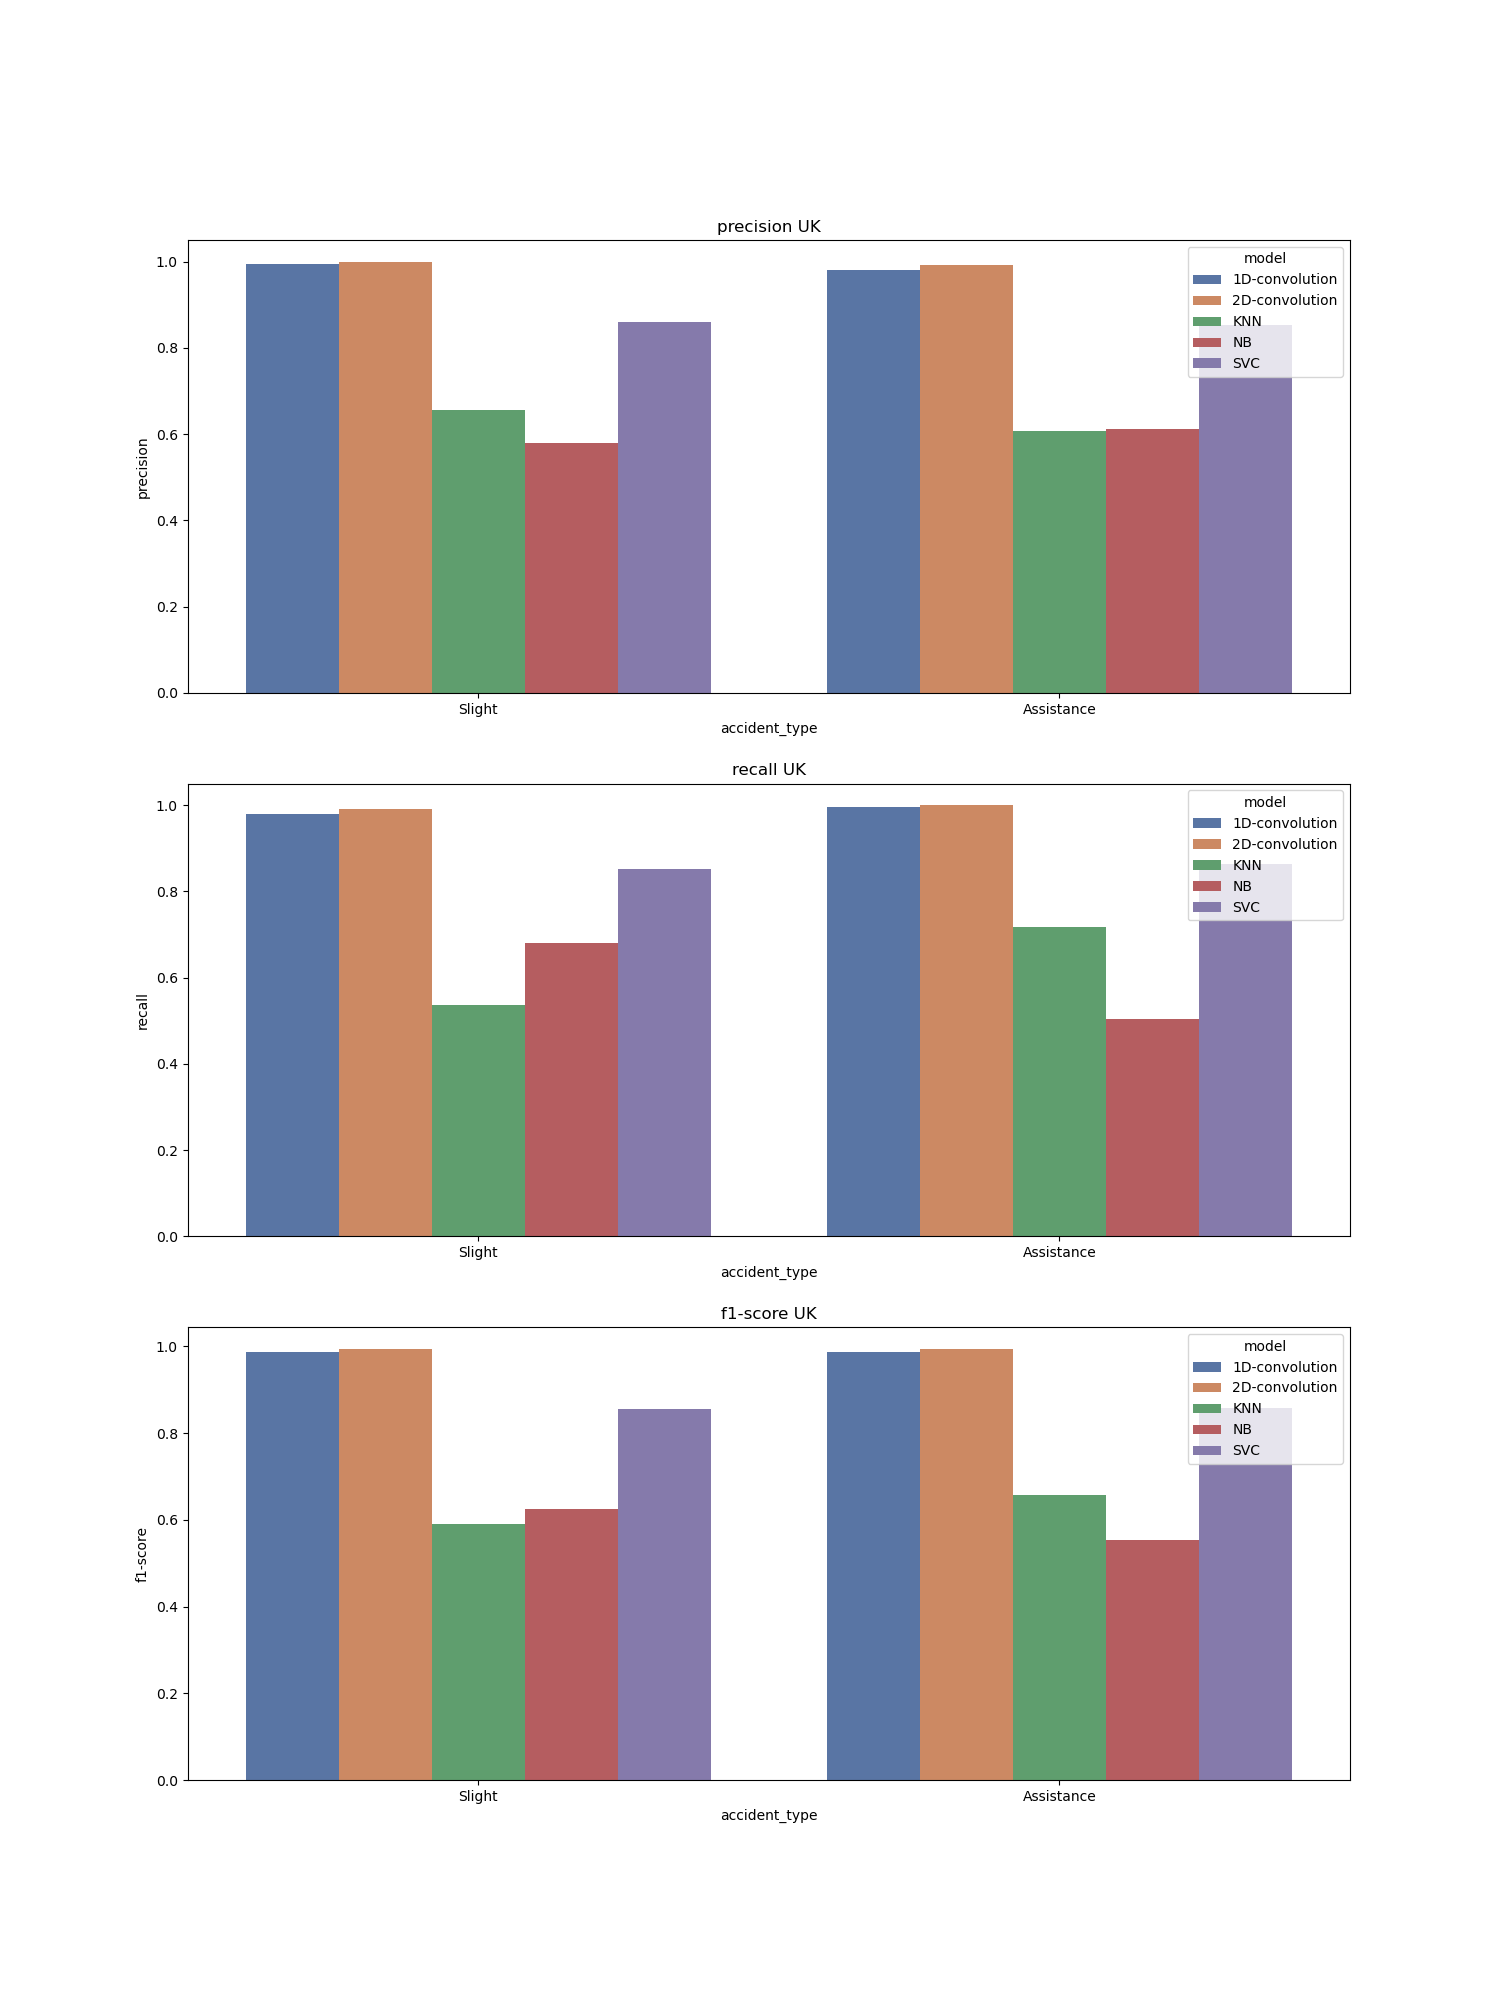 precision UK
model
1D-convolution
2D-convolution
KNN
NB
SVC
1.0
0.8
0.6
0.4
0.2
0.0
precision
Slight Assistance
accident_type
recall UK
model
1D-convolution
2D-convolution
KNN
NB
SVC
1.0
0.8
0.6
0.4
0.2
0.0
recall
Slight Assistance
accident_type
f1-score UK
model
1D-convolution
2D-convolution
KNN
NB
SVC
1.0
0.8
0.6
0.4
0.2
0.0
f1-score
Slight Assistance
accident_type